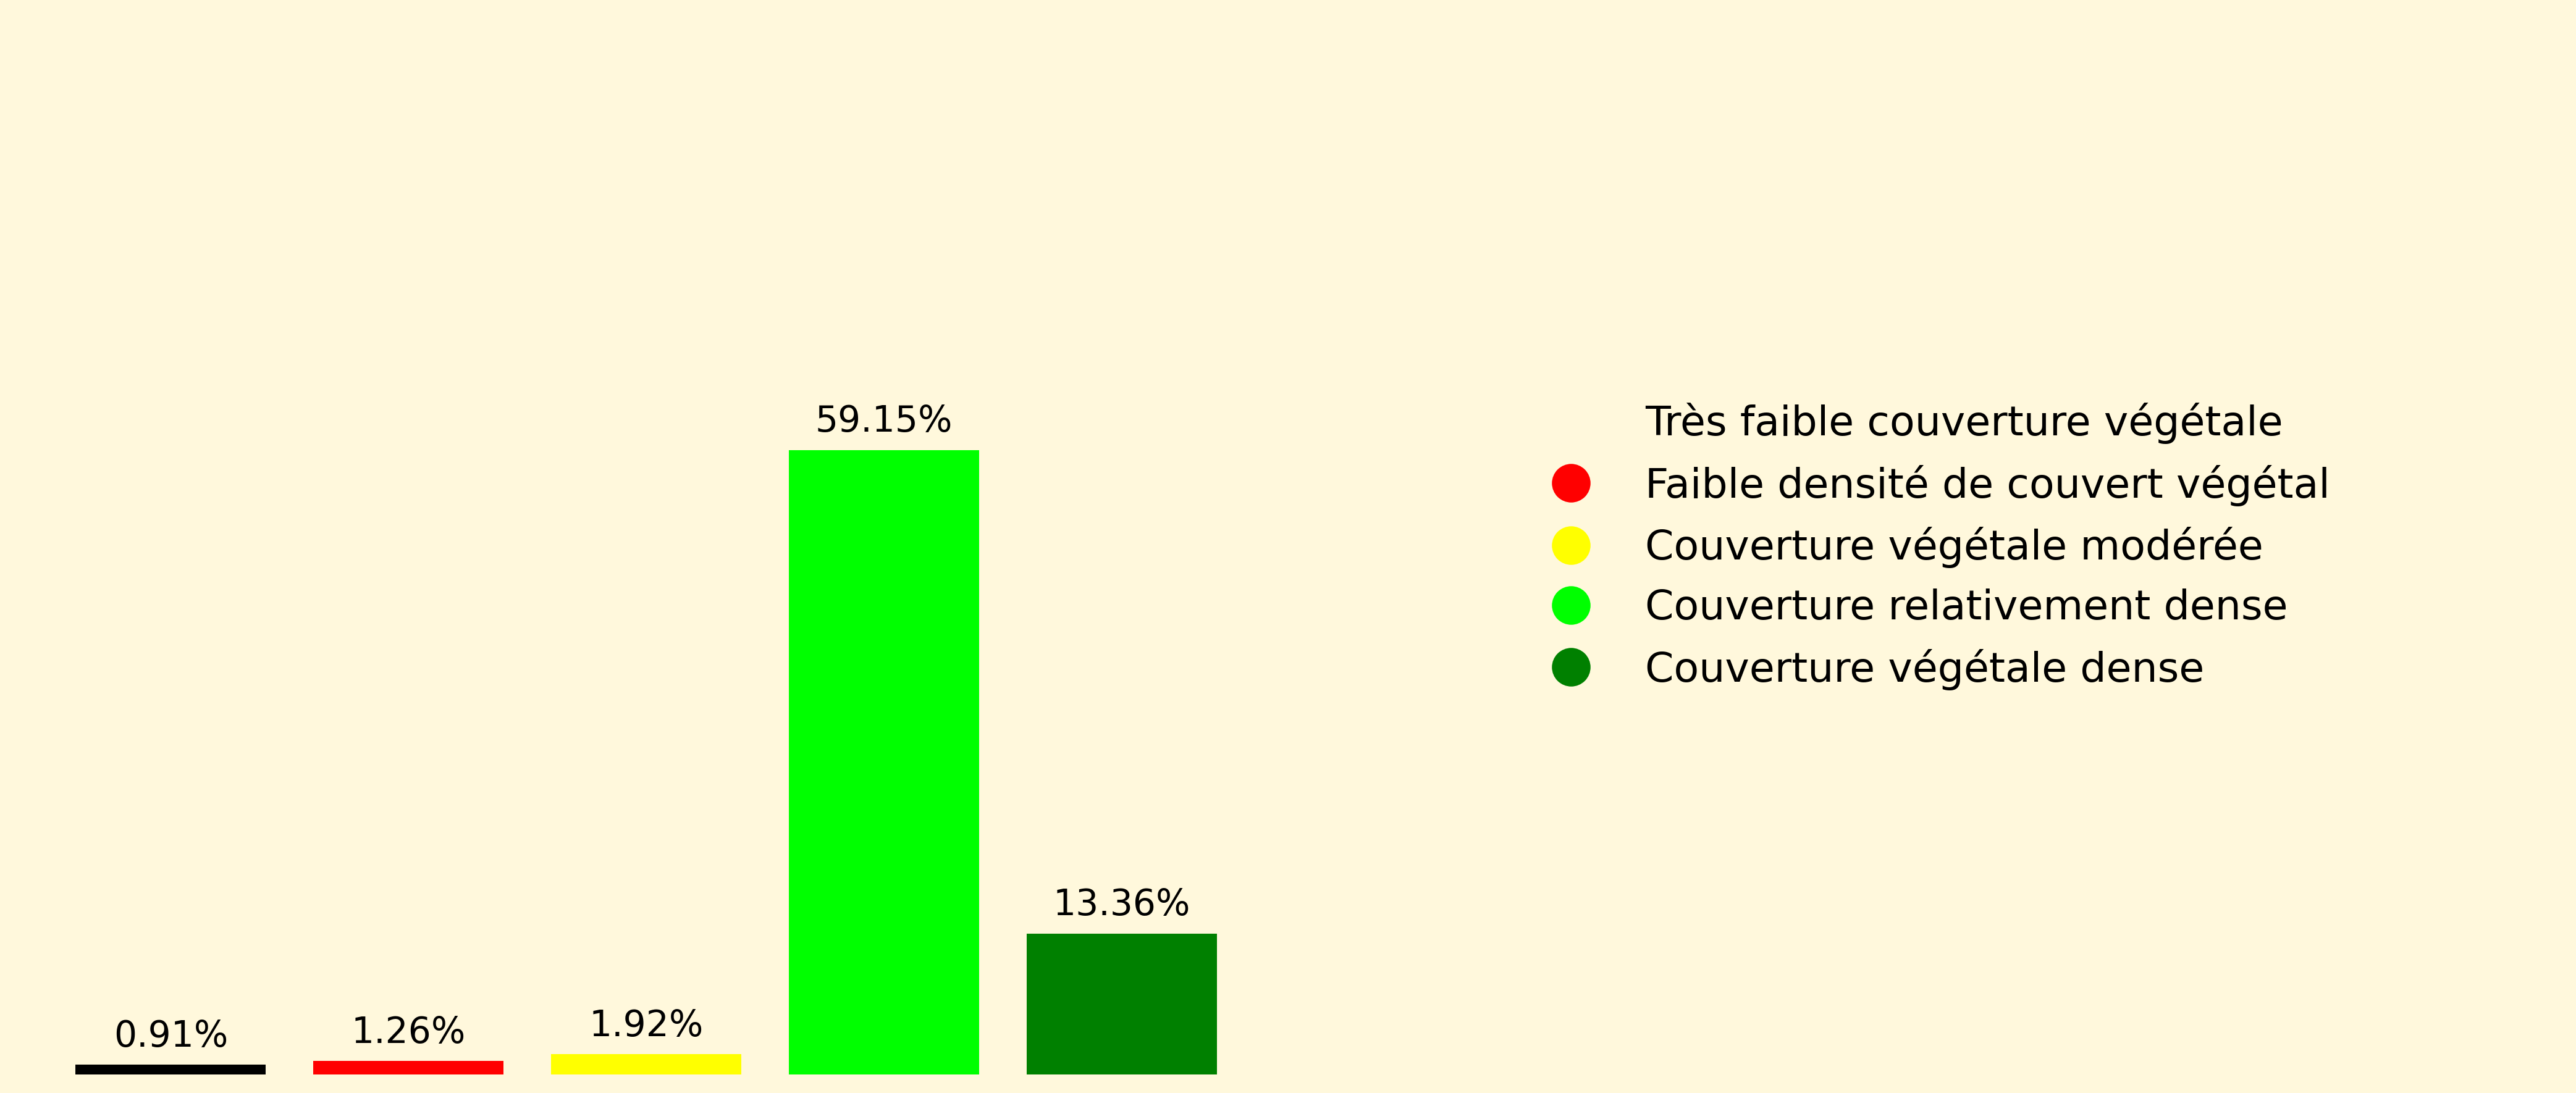 59.15%
13.36%
0.91%
1.26%
1.92%
Très faible couverture végétale
Faible densité de couvert végétal
Couverture végétale modérée
Couverture relativement dense
Couverture végétale dense